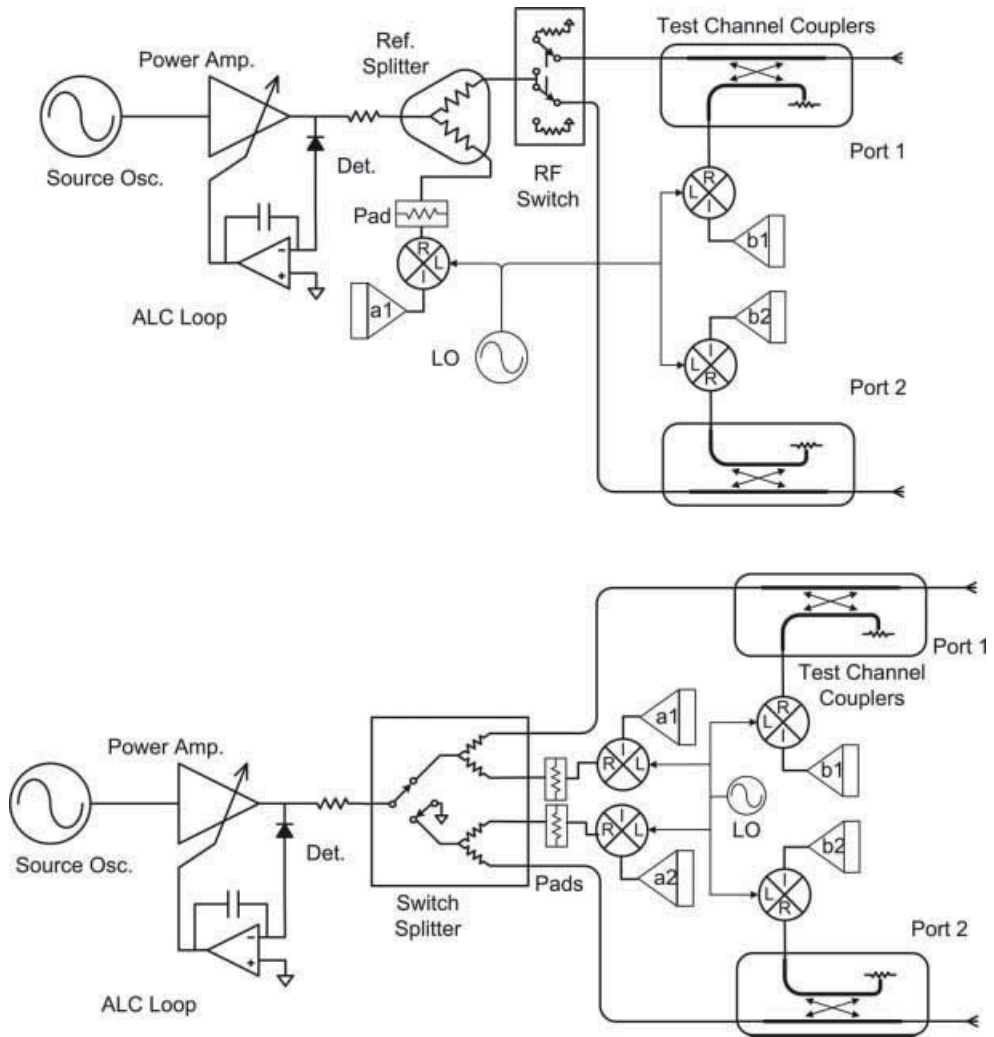 Test Channel Couplers
Ref.
Splitter
Power Amp.
Port 1
Source Osc.
Det.
RF
Switch
Pad
R
L
I
b1
R
L
I
a1
b2
ALC Loop
LO
I
L
R
Port 2
Port 1
Test Channel
Couplers
Power Amp.
a1
I
R
L
R
L
I
b1
LO
Source Osc.
Det.
I
R
L
b2
Pads
a2
Switch
Splitter
I
L
R
Port 2
ALC Loop